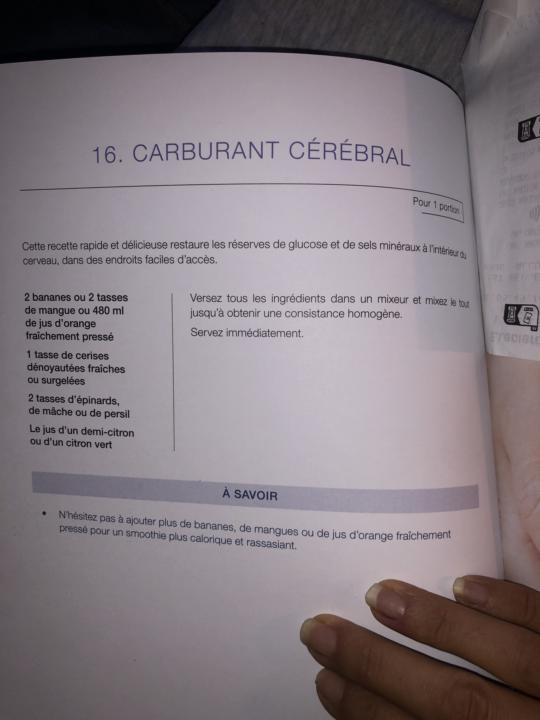 16. CARBURANT CÉRÉBRAL
Pour 1 portion
Cette recette rapide et délicieuse restaure les réserves de glucose et de sels minéraux à l'intérieur du
cerveau, dans des endroits faciles d'accès.
2 bananes ou 2 tasses
de mangue ou 480 ml
de jus d'orange
fraîchement pressé
1 tasse de cerises
dénoyautées fraîches
ou surgelées
2 tasses d'épinards,
de mâche ou de persil
Le jus d'un demi-citron
ou d'un citron vert
Versez tous les ingrédients dans un mixeur et mixez le tout
jusqu'à obtenir une consistance homogène.
Servez immédiatement.
À SAVOIR
• N'hésitez pas à ajouter plus de bananes, de mangues ou de jus d'orange fraîchement
pressé pour un smoothie plus calorique et rassasiant.